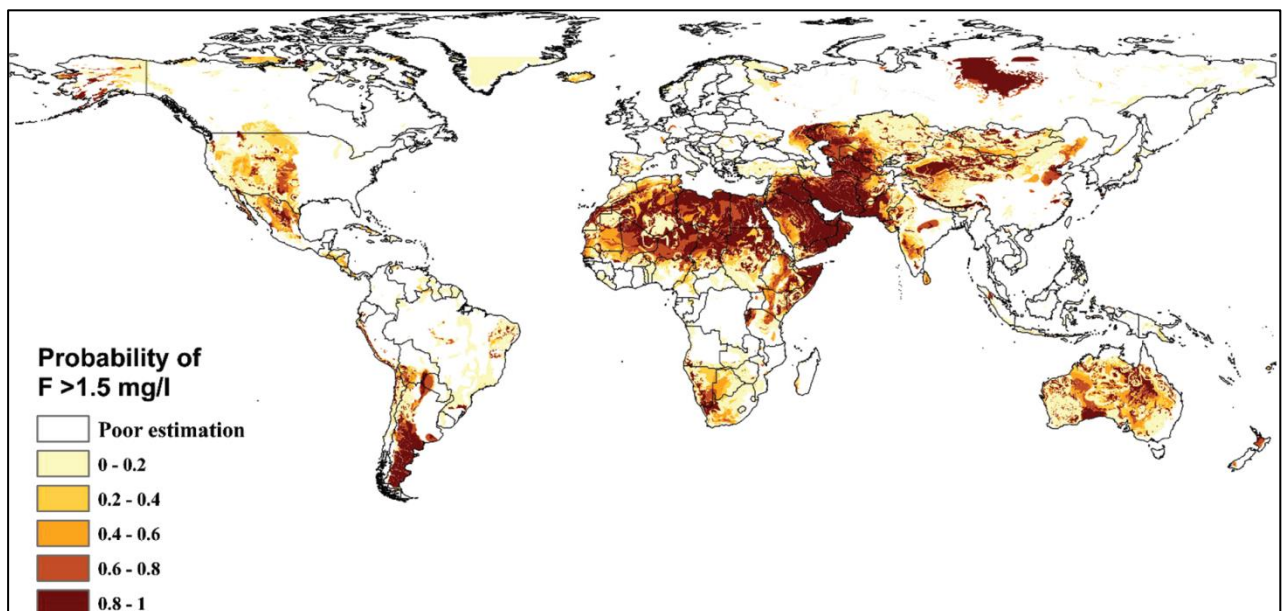 Probability of
F >1.5 mg/l
Poor estimation
0 - 0.2
0.2 - 0.4
0.4 - 0.6
0.6 - 0.8
0.8 - 1